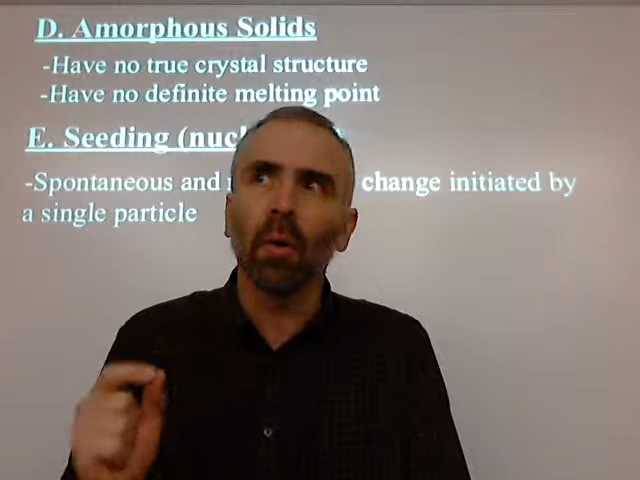 D. Amorphous Solids
-Have no true crystal structure
-Have no definite melting point
E. Seeding (nuc
-Spontaneous and change initiated by
a single particle